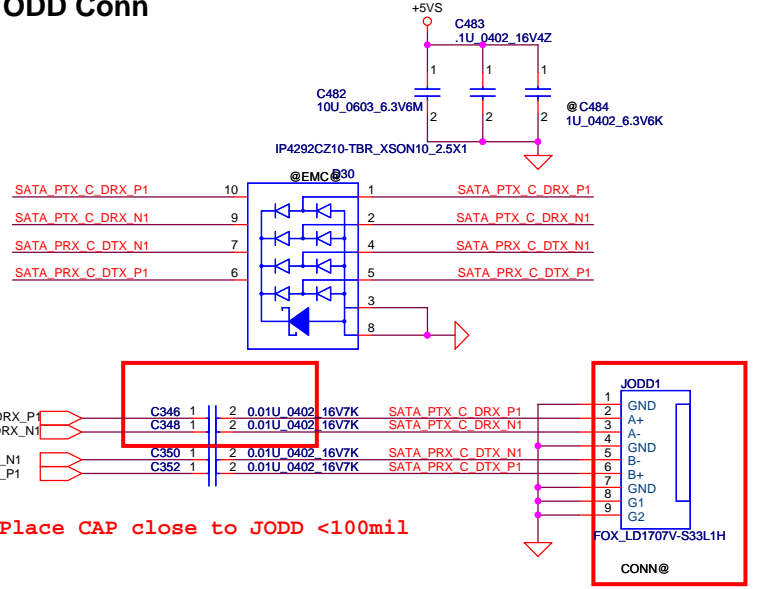 JODD Conn
+5VS
C483
.1U_0402_16V4Z
1 1 1
C482
10U_0603_6.3V6M
@ C484
2 2 2
1U_0402_6.3V6K
IP4292CZ10-TBR_XSON10_2.5X1
@EMC@ D30
SATA_PTX_C_DRX_P1 10 1 SATA_PTX_C_DRX_P1
SATA_PTX_C_DRX_N1 9 2 SATA_PTX_C_DRX_N1
SATA_PRX_C_DTX_N1 7 4 SATA_PRX_C_DTX_N1
SATA_PRX_C_DTX_P1 6 5 SATA_PRX_C_DTX_P1
3
8
JODD1
1 GND
DRX_P1 C346 1 2 0.01U_0402_16V7K SATA_PTX_C_DRX_P1 2 A+
DRX_N1 C348 1 2 0.01U_0402_16V7K SATA_PTX_C_DRX_N1 3 A-
4 GND
_N1 C350 1 2 0.01U_0402_16V7K SATA_PRX_C_DTX_N1 5 B-
_P1 C352 1 2 0.01U_0402_16V7K SATA_PRX_C_DTX_P1 6 B+
7 GND
8 G1
9 G2
Place CAP close to JODD <100mil
FOX_LD1707V-S33L1H
CONN@